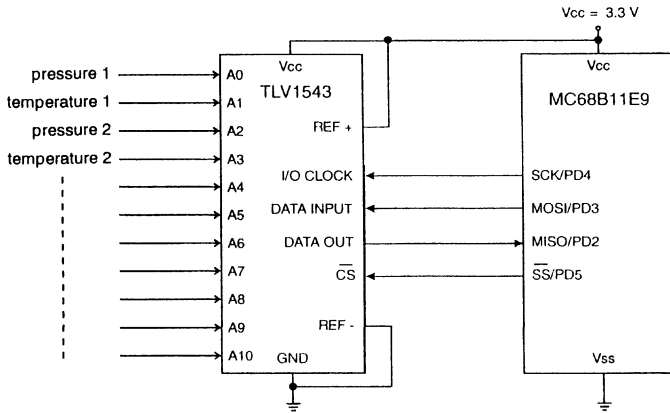 Vcc = 3.3 V
Vcc
TLV1543
Vcc
MC68B11E9
pressure 1
A0
temperature 1
A1
pressure 2
A2
REF +
temperature 2
A3
A4
I/O CLOCK
SCK/PD4
A5
DATA INPUT
MOSI/PD3
A6
DATA OUT
MISO/PD2
A7
CS
SS/PD5
A8
A9
REF -
A10
GND
Vss